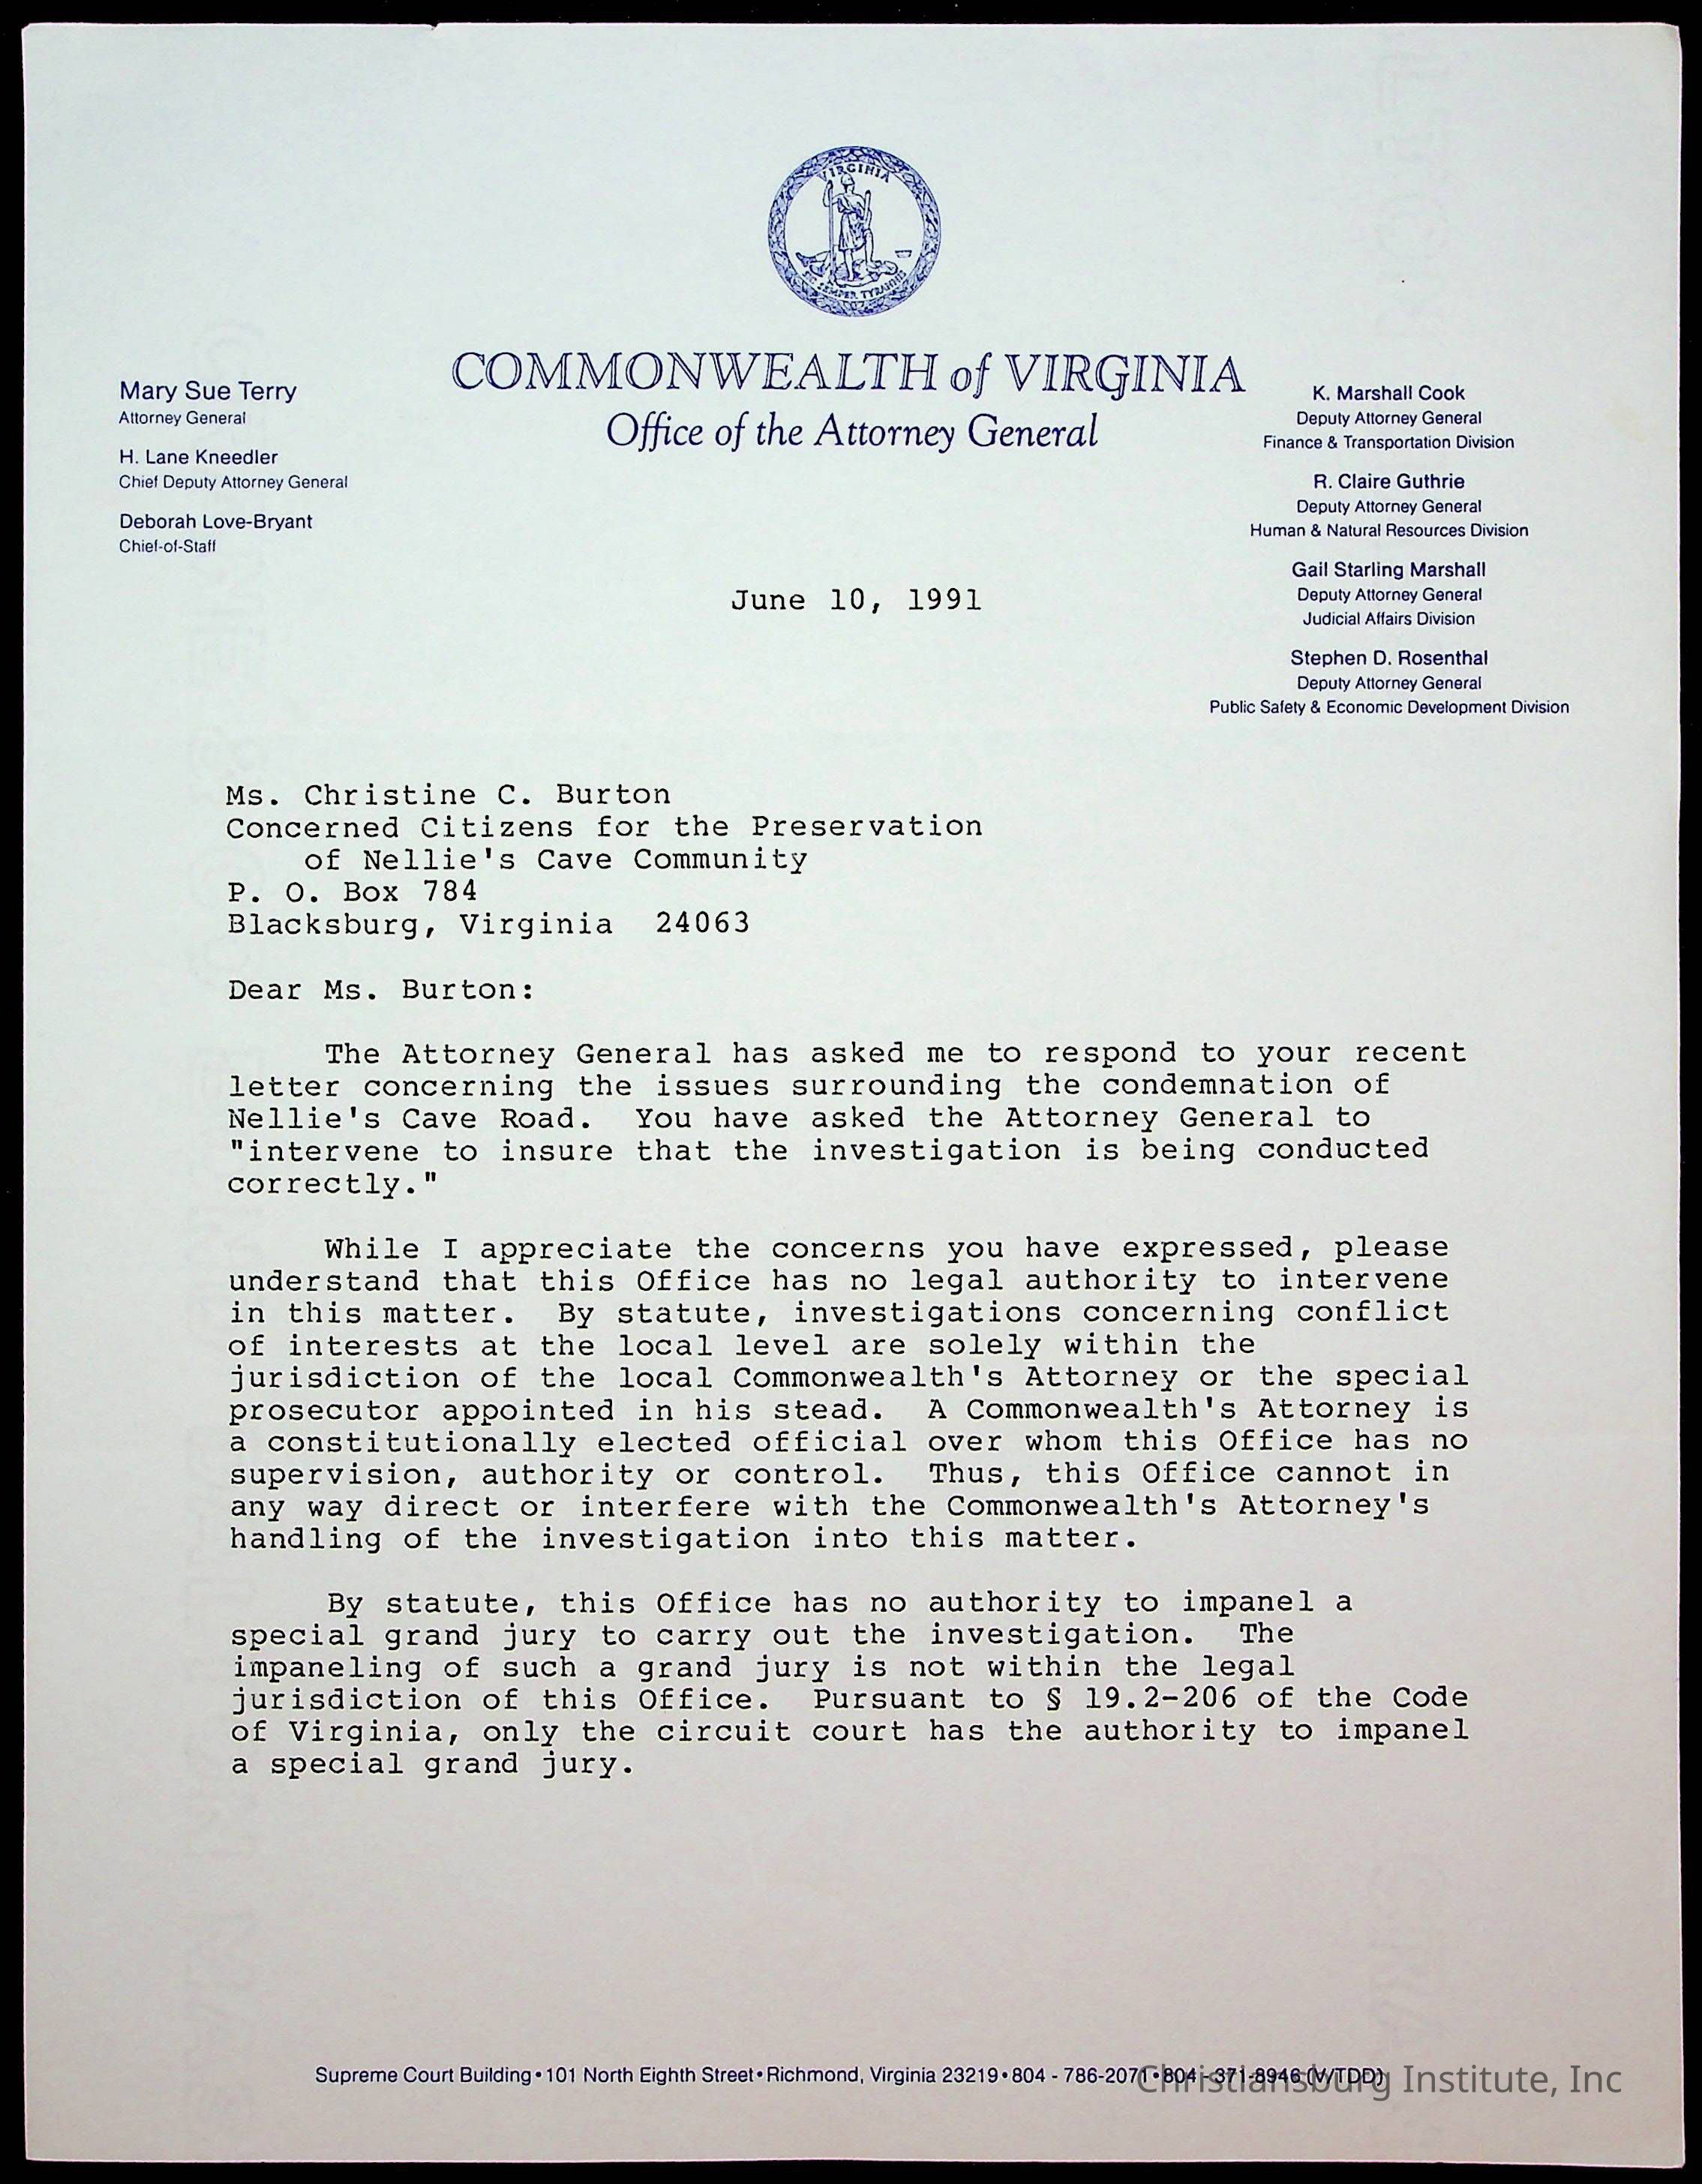 VIRGINIA
SIC SEMPER TYRANNIS
COMMONWEALTH of VIRGINIA
Office of the Attorney General
Mary Sue Terry
Attorney General
H. Lane Kneedler
Chief Deputy Attorney General
Deborah Love-Bryant
Chief-of-Staff
K. Marshall Cook
Deputy Attorney General
Finance & Transportation Division
R. Claire Guthrie
Deputy Attorney General
Human & Natural Resources Division
Gail Starling Marshall
Deputy Attorney General
Judicial Affairs Division
Stephen D. Rosenthal
Deputy Attorney General
Public Safety & Economic Development Division
June 10, 1991
Ms. Christine C. Burton
Concerned Citizens for the Preservation
of Nellie's Cave Community
P. O. Box 784
Blacksburg, Virginia 24063
Dear Ms. Burton:
The Attorney General has asked me to respond to your recent
letter concerning the issues surrounding the condemnation of
Nellie's Cave Road. You have asked the Attorney General to
"intervene to insure that the investigation is being conducted
correctly."
While I appreciate the concerns you have expressed, please
understand that this Office has no legal authority to intervene
in this matter. By statute, investigations concerning conflict
of interests at the local level are solely within the
jurisdiction of the local Commonwealth's Attorney or the special
prosecutor appointed in his stead. A Commonwealth's Attorney is
a constitutionally elected official over whom this Office has no
supervision, authority or control. Thus, this Office cannot in
any way direct or interfere with the Commonwealth's Attorney's
handling of the investigation into this matter.
By statute, this Office has no authority to impanel a
special grand jury to carry out the investigation. The
impaneling of such a grand jury is not within the legal
jurisdiction of this Office. Pursuant to § 19.2-206 of the Code
of Virginia, only the circuit court has the authority to impanel
a special grand jury.
Supreme Court Building • 101 North Eighth Street • Richmond, Virginia 23219 • 804 - 786-2071 • 804 - 371-8946 (V/TDD)
Christiansburg Institute, Inc